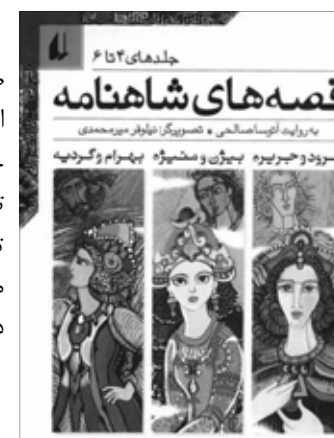 جلدهای ۴ تا ۶
قصه‌های شاهنامه
به روایت آتوسا صالحی • تصویرگر: نیلوفر میرمحمدی
بیژن و منیژه
بهرام و گردیه